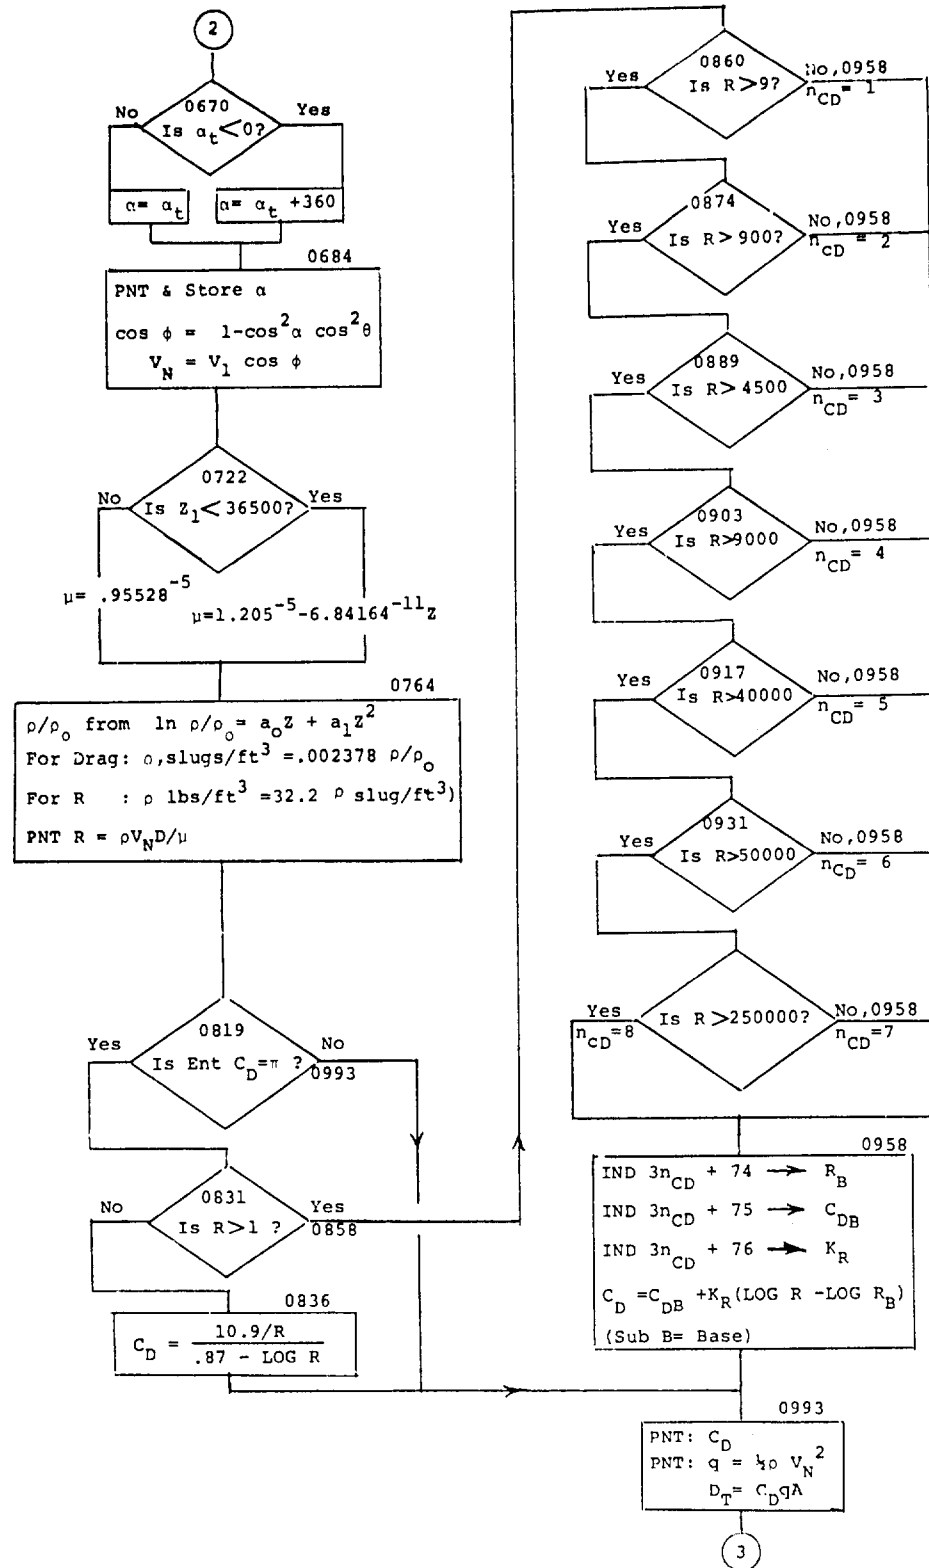 2
0670
No
Yes
Is α_t < 0?
α= α_t
α= α_t +360
0684
PNT & Store α
cos ϕ = 1-cos²α cos²θ
V_N = V_1 cos ϕ
0722
No
Yes
Is Z_1 < 36500?
μ= .95528⁻⁵
μ=1.205⁻⁵-6.84164⁻¹¹Z
0764
ρ/ρ_o from ln ρ/ρ_o = a_o Z + a_1 Z²
For Drag: ρ,slugs/ft³ =.002378 ρ/ρ_o
For R : ρ lbs/ft³ =32.2 ρ slug/ft³)
PNT R = ρV_N D/μ
0819
Yes
No
Is Ent C_D=π ?
0993
0831
No
Yes
Is R>1 ?
0858
0836
C_D = 10.9/R
.87 - LOG R
0860
Yes
No,0958
Is R>9?
n_CD= 1
0874
Yes
No,0958
Is R>900?
n_CD = 2
0889
Yes
No,0958
Is R>4500
n_CD= 3
0903
Yes
No,0958
Is R>9000
n_CD= 4
0917
Yes
No,0958
Is R>40000
n_CD= 5
0931
Yes
No,0958
Is R>50000
n_CD= 6
Yes
No,0958
Is R >250000?
n_CD=8
n_CD=7
0958
IND 3n_CD + 74 → R_B
IND 3n_CD + 75 → C_DB
IND 3n_CD + 76 → K_R
C_D =C_DB +K_R(LOG R -LOG R_B)
(Sub B= Base)
0993
PNT: C_D
PNT: q = ½ρ V_N²
D_T= C_D qA
3